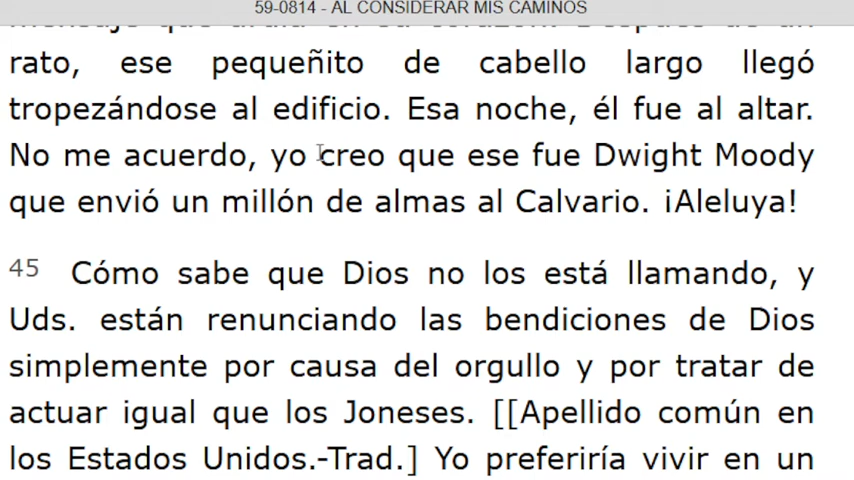 59-0814 - AL CONSIDERAR MIS CAMINOS
rato, ese pequeñito de cabello largo llegó
tropezándose al edificio. Esa noche, él fue al altar.
No me acuerdo, yo creo que ese fue Dwight Moody
que envió un millón de almas al Calvario. ¡Aleluya!
45 Cómo sabe que Dios no los está llamando, y
Uds. están renunciando las bendiciones de Dios
simplemente por causa del orgullo y por tratar de
actuar igual que los Joneses. [[Apellido común en
los Estados Unidos.-Trad.] Yo preferiría vivir en un